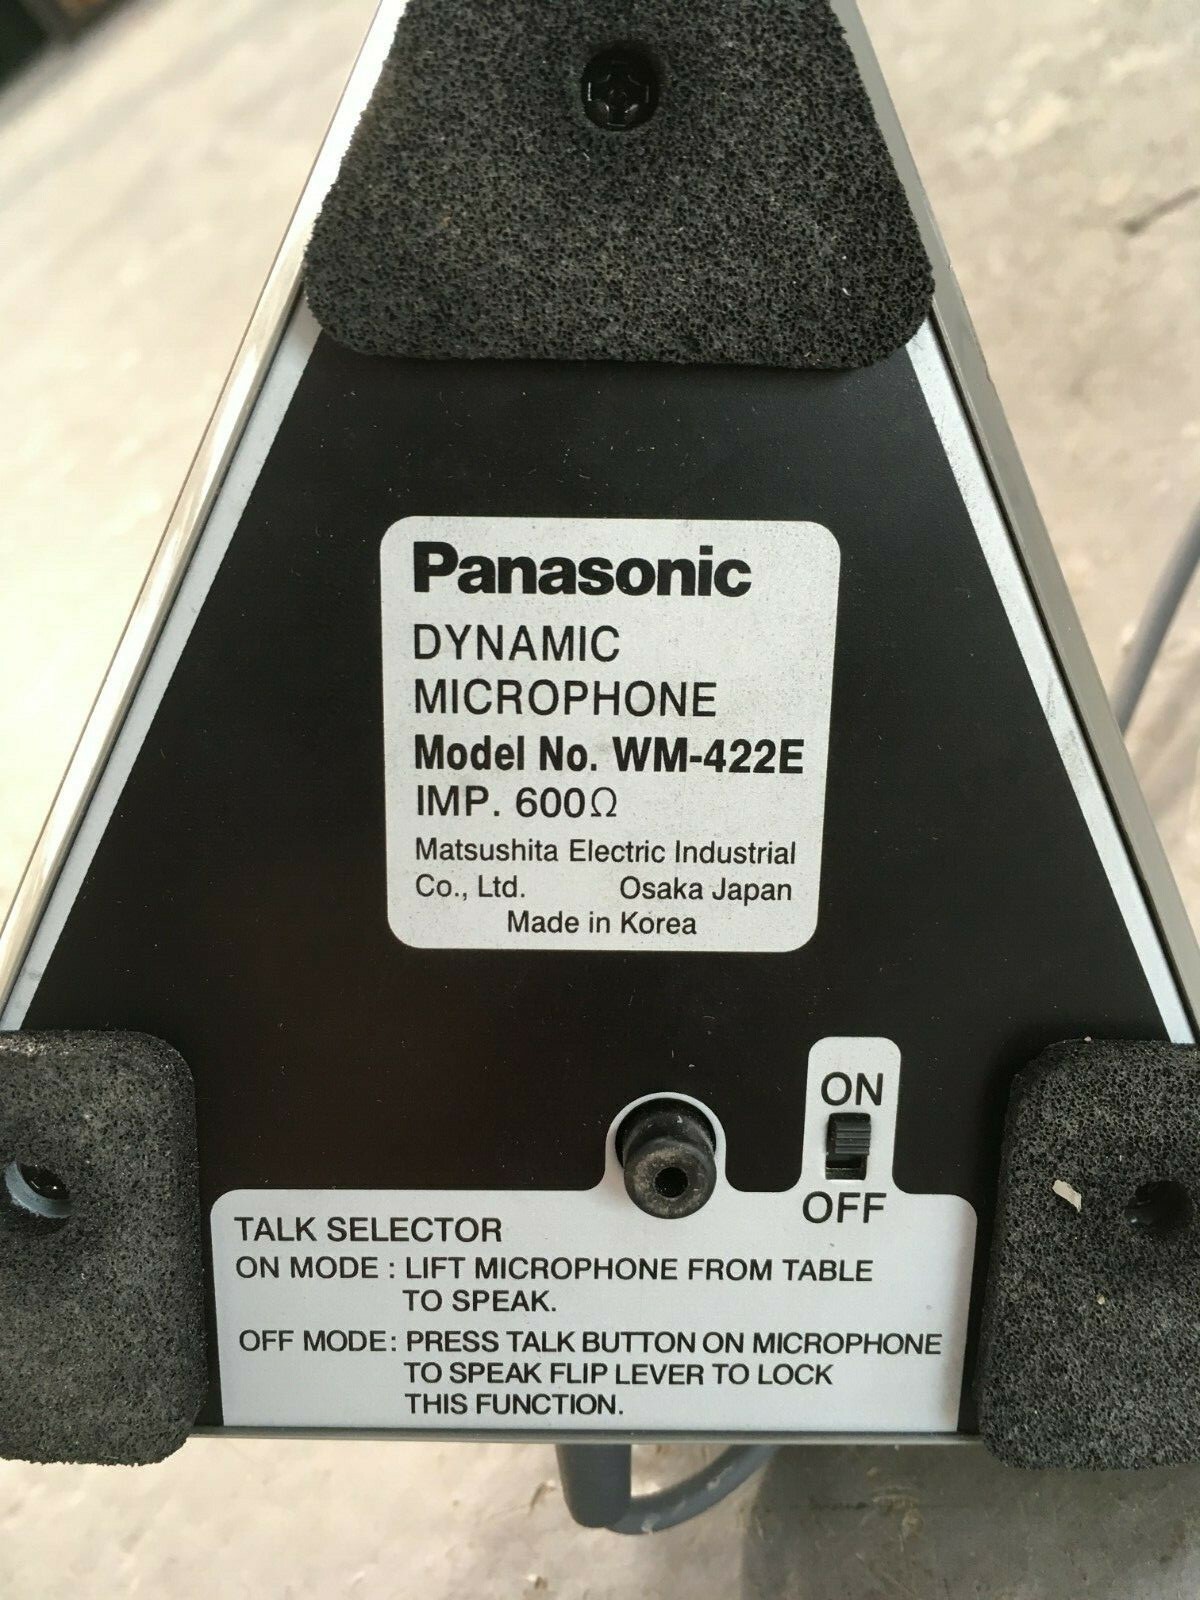 Panasonic
DYNAMIC
MICROPHONE
Model No. WM-422E
IMP. 600Ω
Matsushita Electric Industrial
Co., Ltd. Osaka Japan
Made in Korea
ON
OFF
TALK SELECTOR
ON MODE : LIFT MICROPHONE FROM TABLE
TO SPEAK.
OFF MODE: PRESS TALK BUTTON ON MICROPHONE
TO SPEAK FLIP LEVER TO LOCK
THIS FUNCTION.